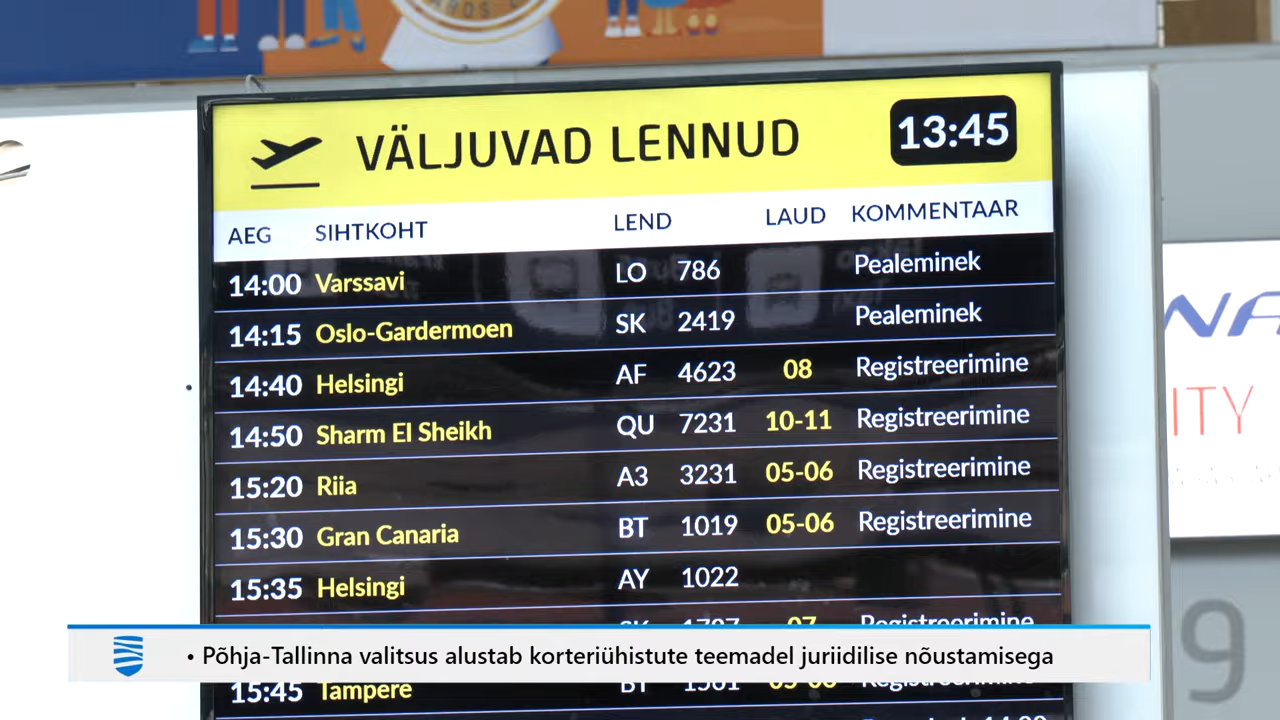 VÄLJUVAD LENNUD 13:45
AEG SIHTKOHT LEND LAUD KOMMENTAAR
14:00 Varssavi LO 786 Pealeminek
14:15 Oslo-Gardermoen SK 2419 Pealeminek
14:40 Helsingi AF 4623 08 Registreerimine
14:50 Sharm El Sheikh QU 7231 10-11 Registreerimine
15:20 Riia A3 3231 05-06 Registreerimine
15:30 Gran Canaria BT 1019 05-06 Registreerimine
15:35 Helsingi AY 1022
• Põhja-Tallinna valitsus alustab korteriühistute teemadel juriidilise nõustamisega
15:45 Tampere
ITY
9